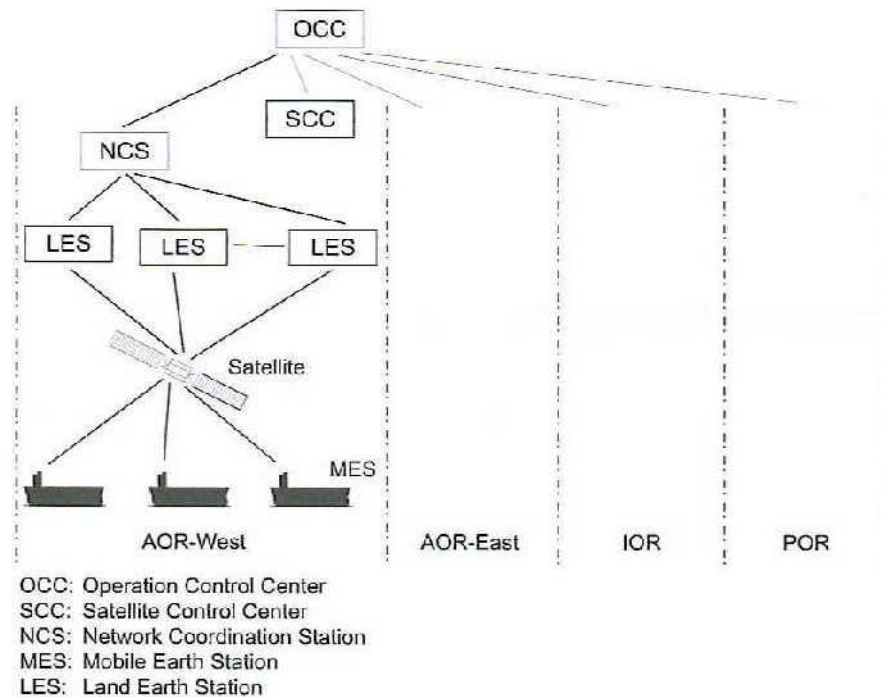 OCC
SCC
NCS
LES LES LES
Satellite
MES
AOR-West AOR-East IOR POR
OCC: Operation Control Center
SCC: Satellite Control Center
NCS: Network Coordination Station
MES: Mobile Earth Station
LES: Land Earth Station